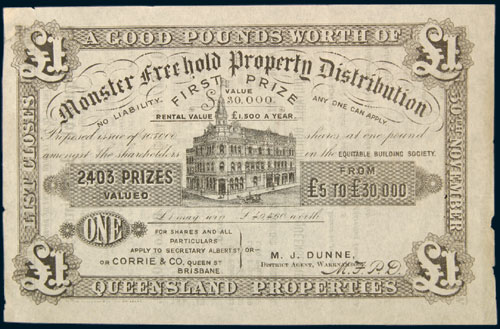 £1 A GOOD POUNDS WORTH OF £1
Monster Freehold Property Distribution
NO LIABILITY. FIRST PRIZE ANY ONE CAN APPLY
VALUE
£30,000.
RENTAL VALUE £1,500 A YEAR.
Proposed issue of shares at one pound
amongst the shareholders in the EQUITABLE BUILDING SOCIETY.
2403 PRIZES
VALUED
FROM
£5 TO £30,000
£1 may win worth
ONE
FOR SHARES AND ALL
PARTICULARS
APPLY TO SECRETARY ALBERT ST OR—
OR CORRIE & CO. QUEEN ST
BRISBANE
M. J. DUNNE.
DISTRICT AGENT,
LIST CLOSES
30TH NOVEMBER
£1 QUEENSLAND PROPERTIES £1